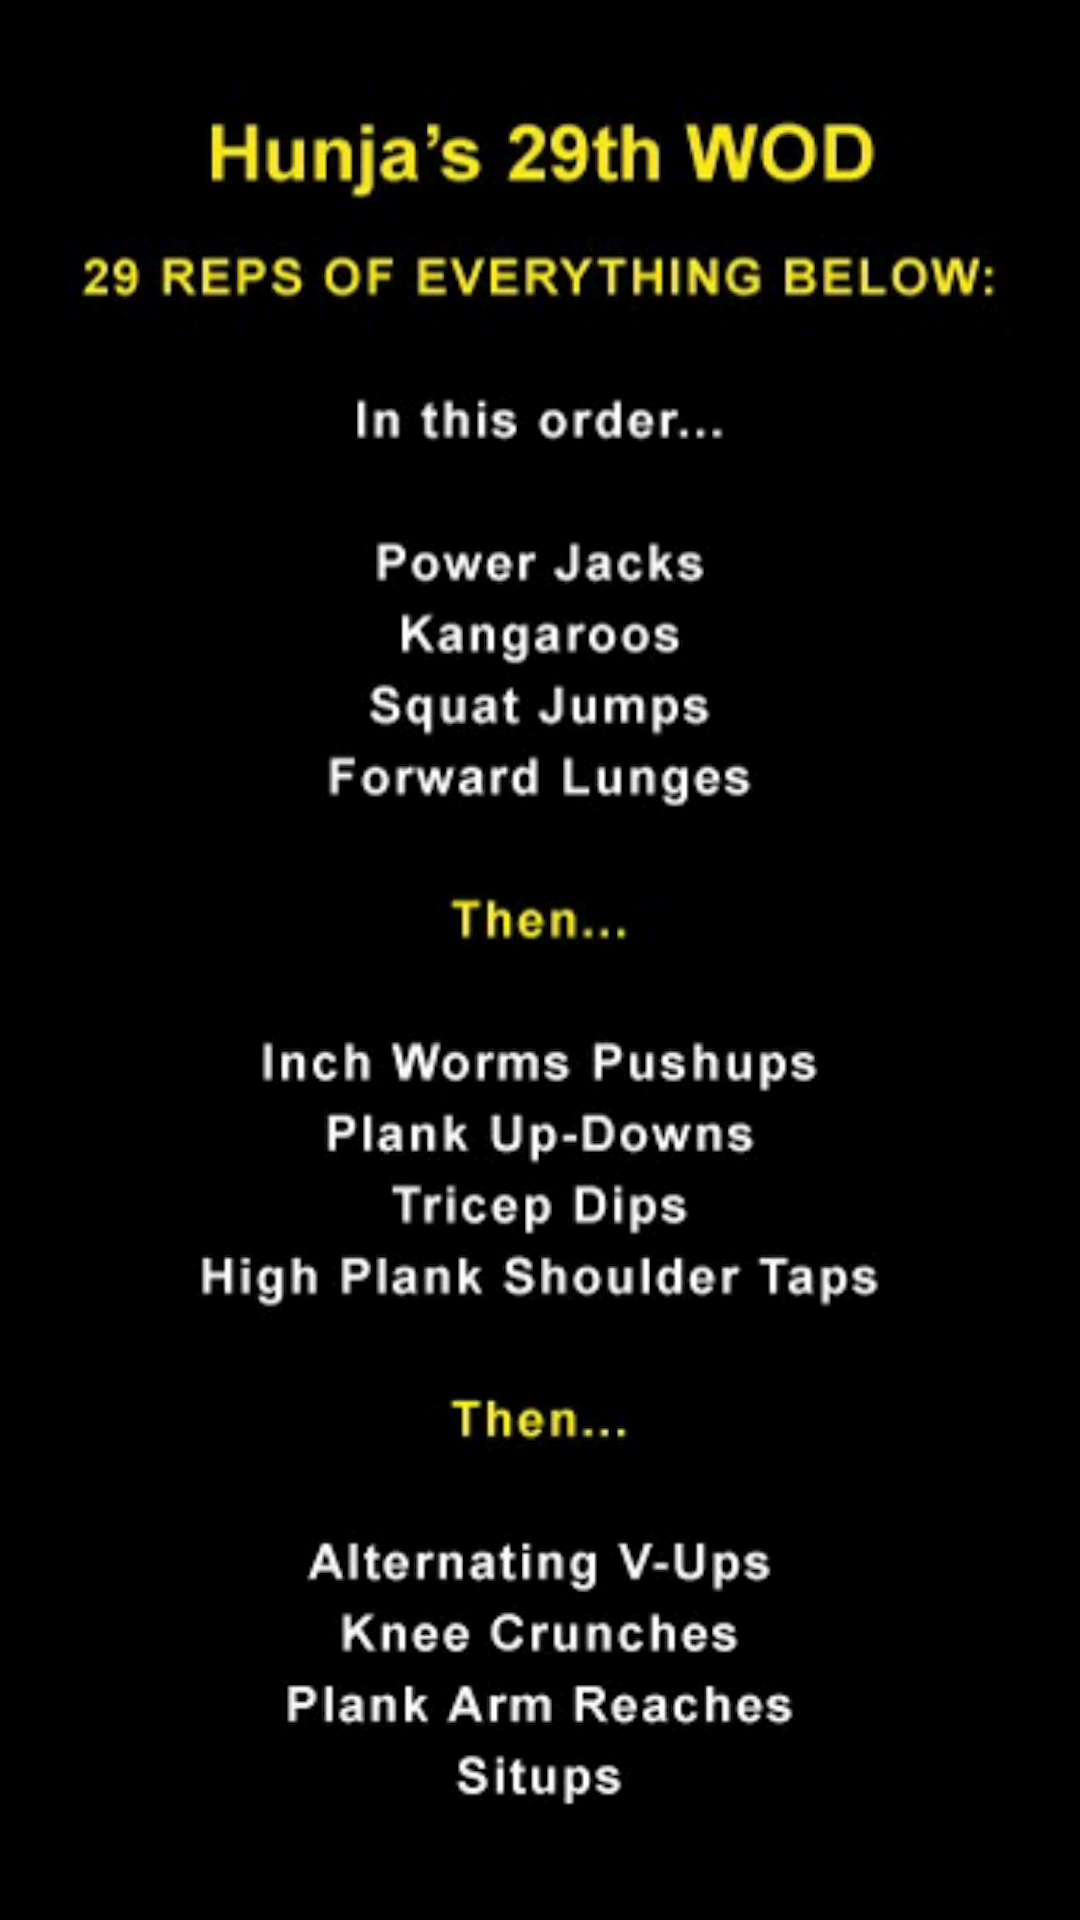 Hunja’s 29th WOD
29 REPS OF EVERYTHING BELOW:
In this order...
Power Jacks
Kangaroos
Squat Jumps
Forward Lunges
Then...
Inch Worms Pushups
Plank Up-Downs
Tricep Dips
High Plank Shoulder Taps
Then...
Alternating V-Ups
Knee Crunches
Plank Arm Reaches
Situps